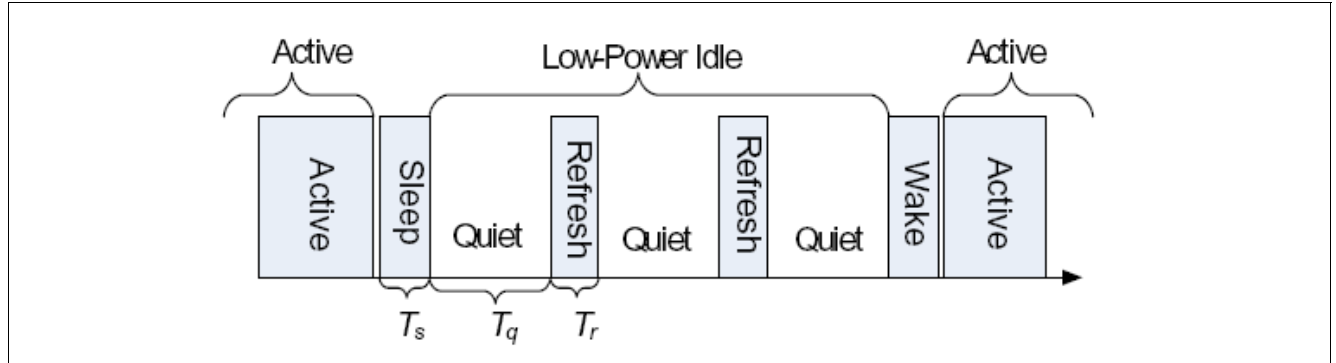 Active
Low-Power Idle
Active
Active
Sleep
Quiet
Refresh
Quiet
Refresh
Quiet
Wake
Active
Ts
Tq
Tr